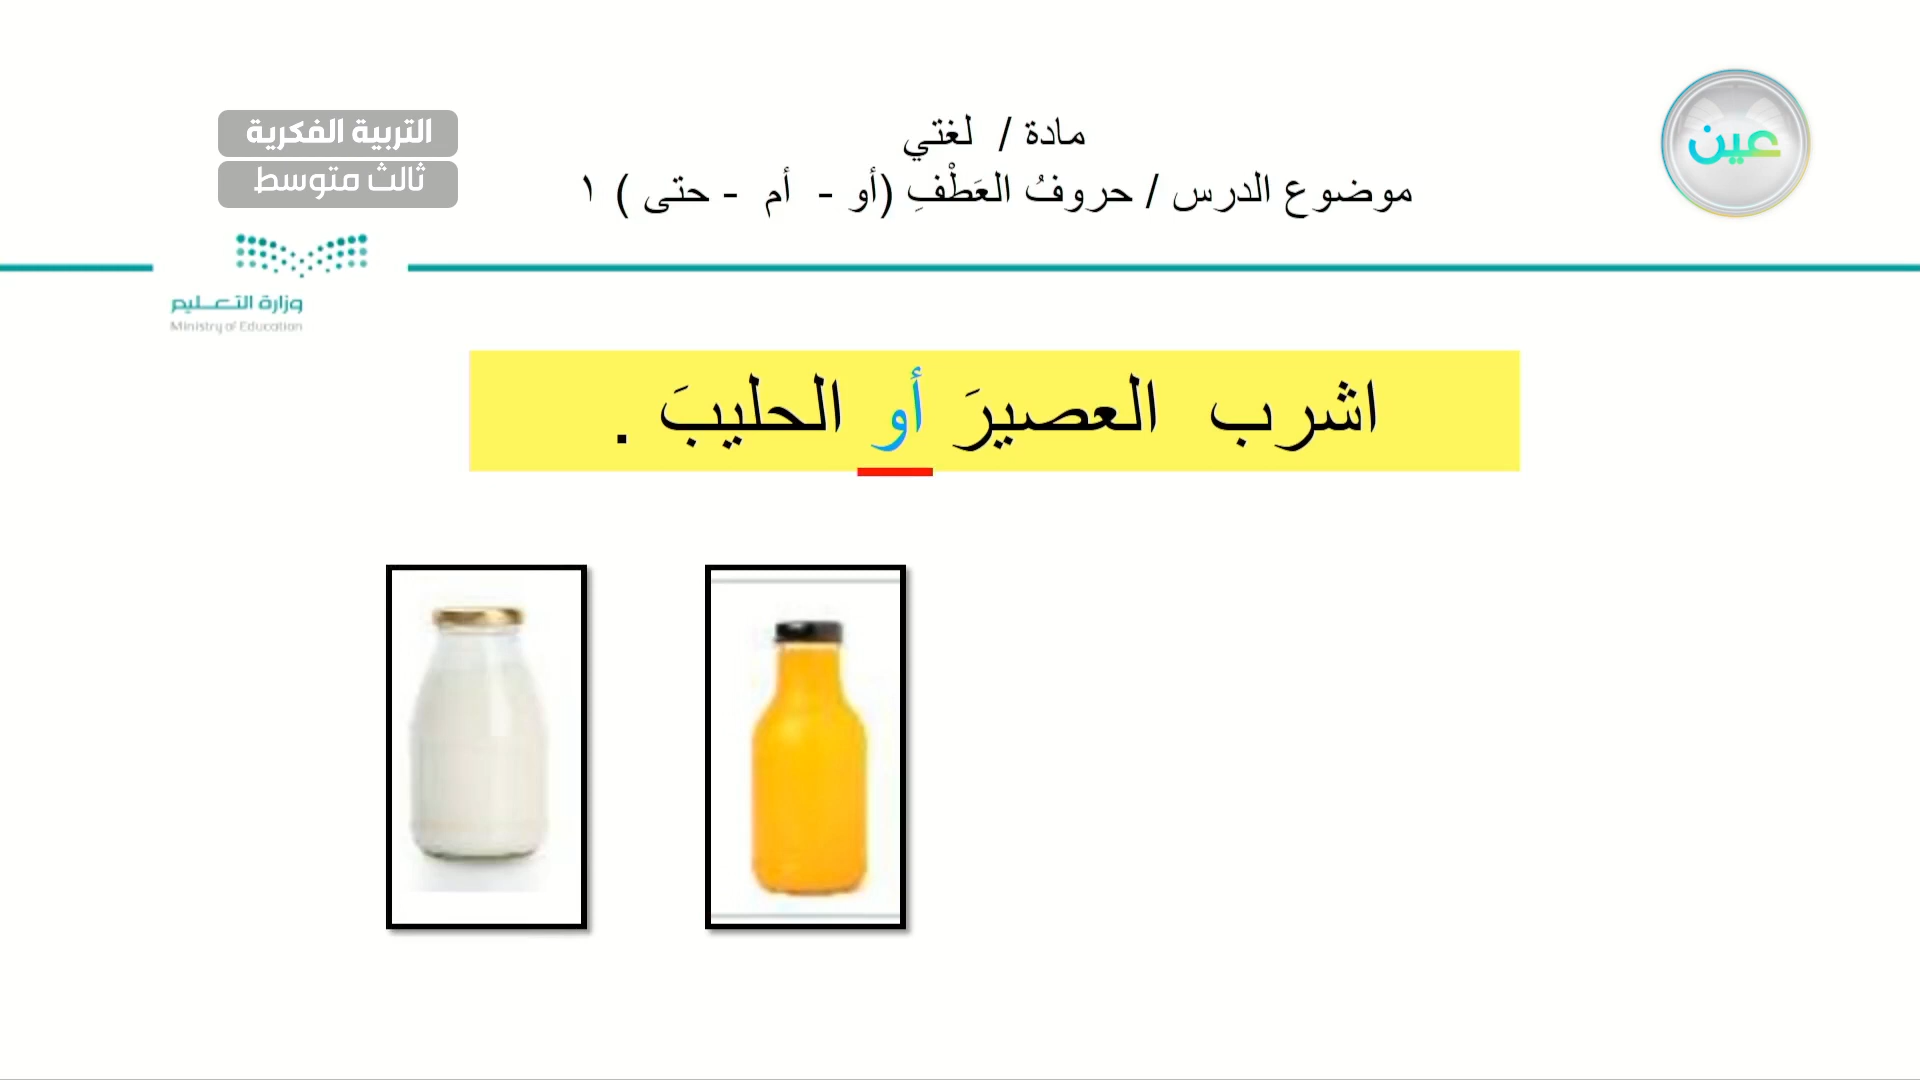 عين
مادة / لغتي
موضوع الدرس / حروفُ العَطْفِ (أو - أم - حتى ) ١
التربية الفكرية
ثالث متوسط
وزارة التعـــليم
Ministry of Education
اشرب العصيرَ أو الحليبَ .